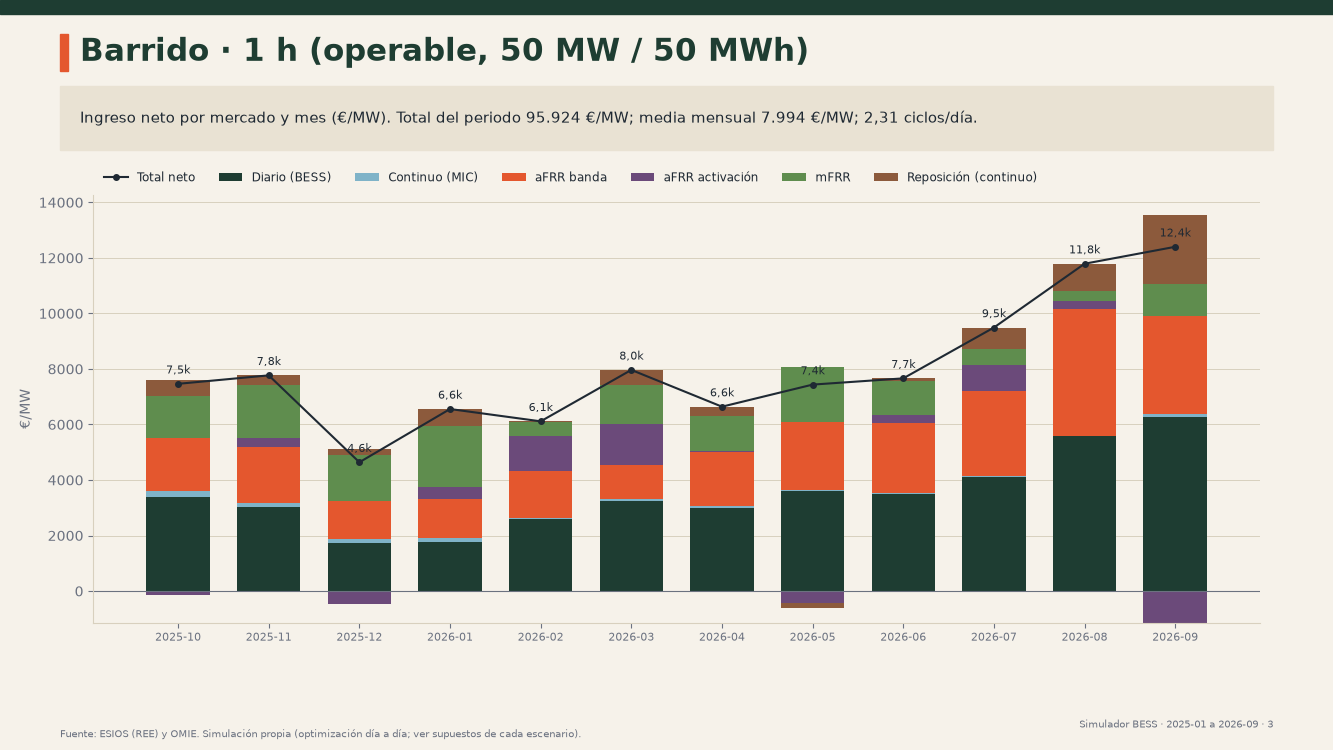 Barrido · 1 h (operable, 50 MW / 50 MWh)
Ingreso neto por mercado y mes (€/MW). Total del periodo 95.924 €/MW; media mensual 7.994 €/MW; 2,31 ciclos/día.
Total neto Diario (BESS) Continuo (MIC) aFRR banda aFRR activación mFRR Reposición (continuo)
€/MW
14000
12000
10000
8000
6000
4000
2000
0
7,5k 7,8k 4,6k 6,6k 6,1k 8,0k 6,6k 7,4k 7,7k 9,5k 11,8k 12,4k
2025-10 2025-11 2025-12 2026-01 2026-02 2026-03 2026-04 2026-05 2026-06 2026-07 2026-08 2026-09
Simulador BESS · 2025-01 a 2026-09 · 3
Fuente: ESIOS (REE) y OMIE. Simulación propia (optimización día a día; ver supuestos de cada escenario).